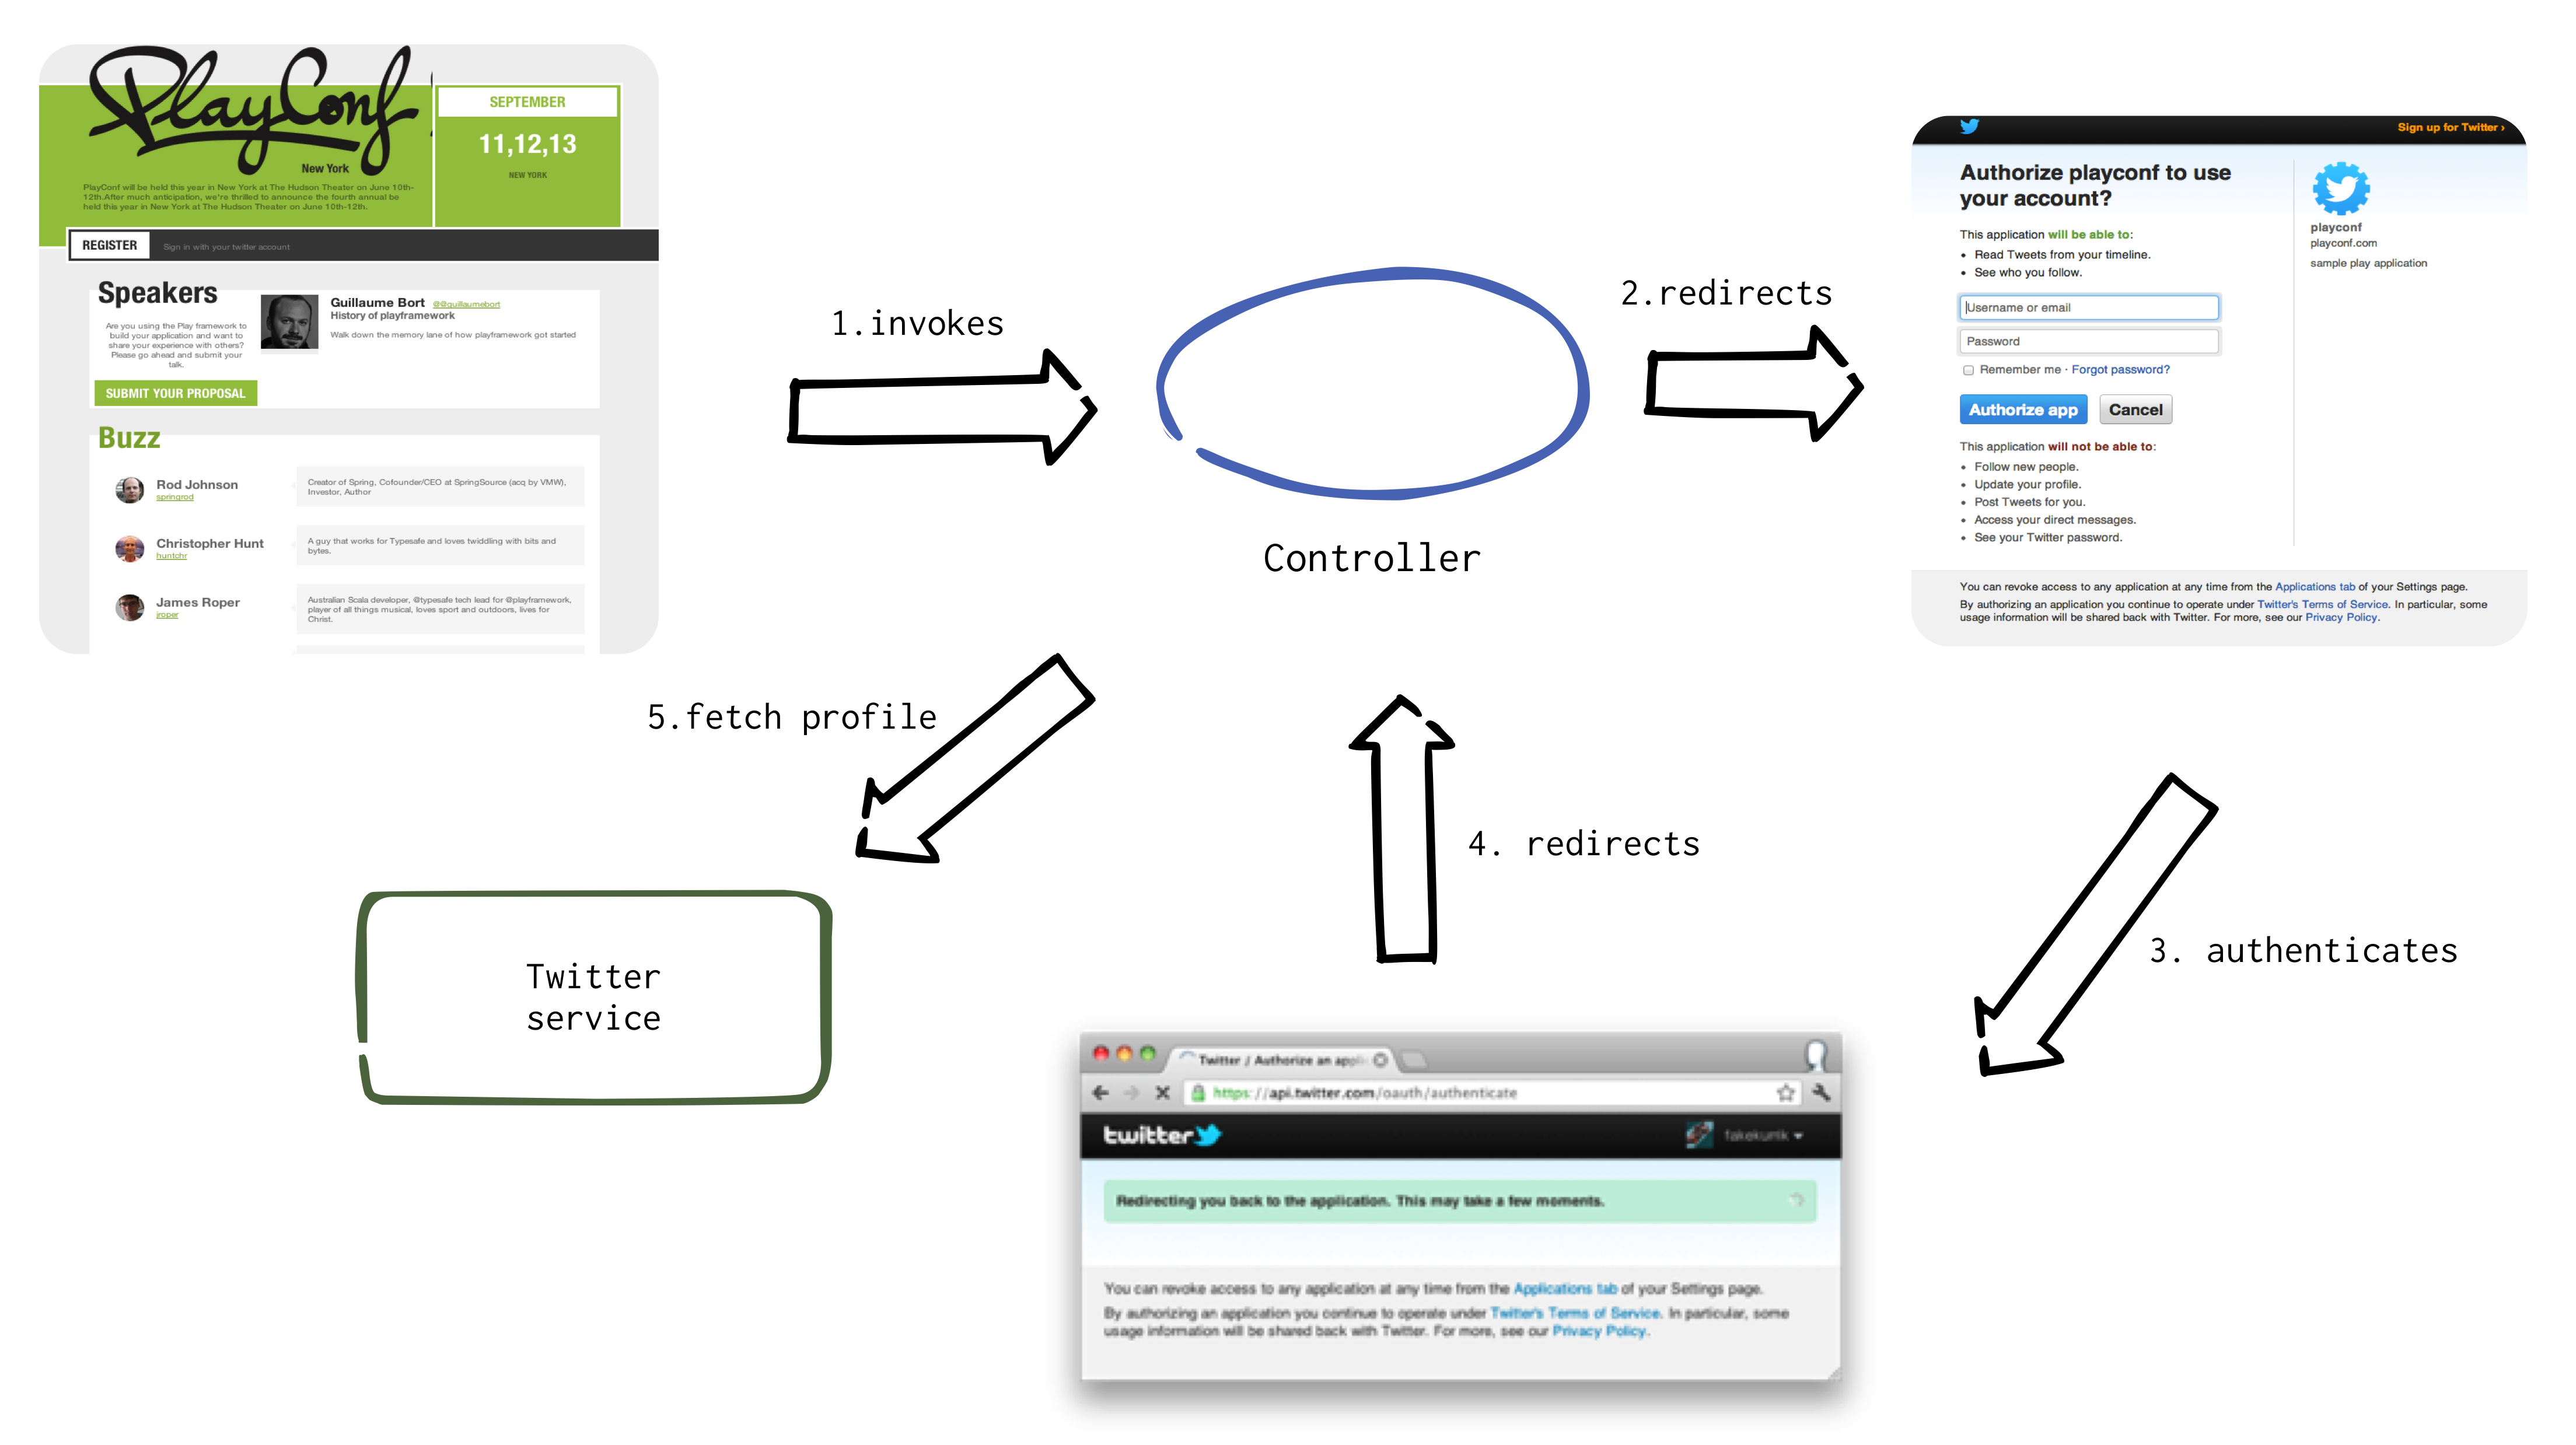 PlayConf
New York
PlayConf will be held this year in New York at The Hudson Theater on June 10th-
12th.After much anticipation, we're thrilled to announce the fourth annual be
held this year in New York at The Hudson Theater on June 10th-12th.
SEPTEMBER
11,12,13
NEW YORK
REGISTER
Sign in with your twitter account
Speakers
Are you using the Play framework to
build your application and want to
share your experience with others?
Please go ahead and submit your
talk.
SUBMIT YOUR PROPOSAL
Guillaume Bort @@guillaumebort
History of playframework
Walk down the memory lane of how playframework got started
Buzz
Rod Johnson
springrod
Creator of Spring, Cofounder/CEO at SpringSource (acq by VMW),
Investor, Author
Christopher Hunt
huntchr
A guy that works for Typesafe and loves twiddling with bits and
bytes.
James Roper
jroper
Australian Scala developer, @typesafe tech lead for @playframework,
player of all things musical, loves sport and outdoors, lives for
Christ.
1.invokes
Controller
2.redirects
Sign up for Twitter ›
Authorize playconf to use
your account?
This application will be able to:
• Read Tweets from your timeline.
• See who you follow.
Username or email
Password
Remember me · Forgot password?
Authorize app
Cancel
This application will not be able to:
• Follow new people.
• Update your profile.
• Post Tweets for you.
• Access your direct messages.
• See your Twitter password.
playconf
playconf.com
sample play application
You can revoke access to any application at any time from the Applications tab of your Settings page.
By authorizing an application you continue to operate under Twitter's Terms of Service. In particular, some
usage information will be shared back with Twitter. For more, see our Privacy Policy.
3. authenticates
4. redirects
Twitter / Authorize an appli
https://api.twitter.com/oauth/authenticate
twitter
fakekurrik
Redirecting you back to the application. This may take a few moments.
You can revoke access to any application at any time from the Applications tab of your Settings page.
By authorizing an application you continue to operate under Twitter's Terms of Service. In particular, some
usage information will be shared back with Twitter. For more, see our Privacy Policy.
5.fetch profile
Twitter
service